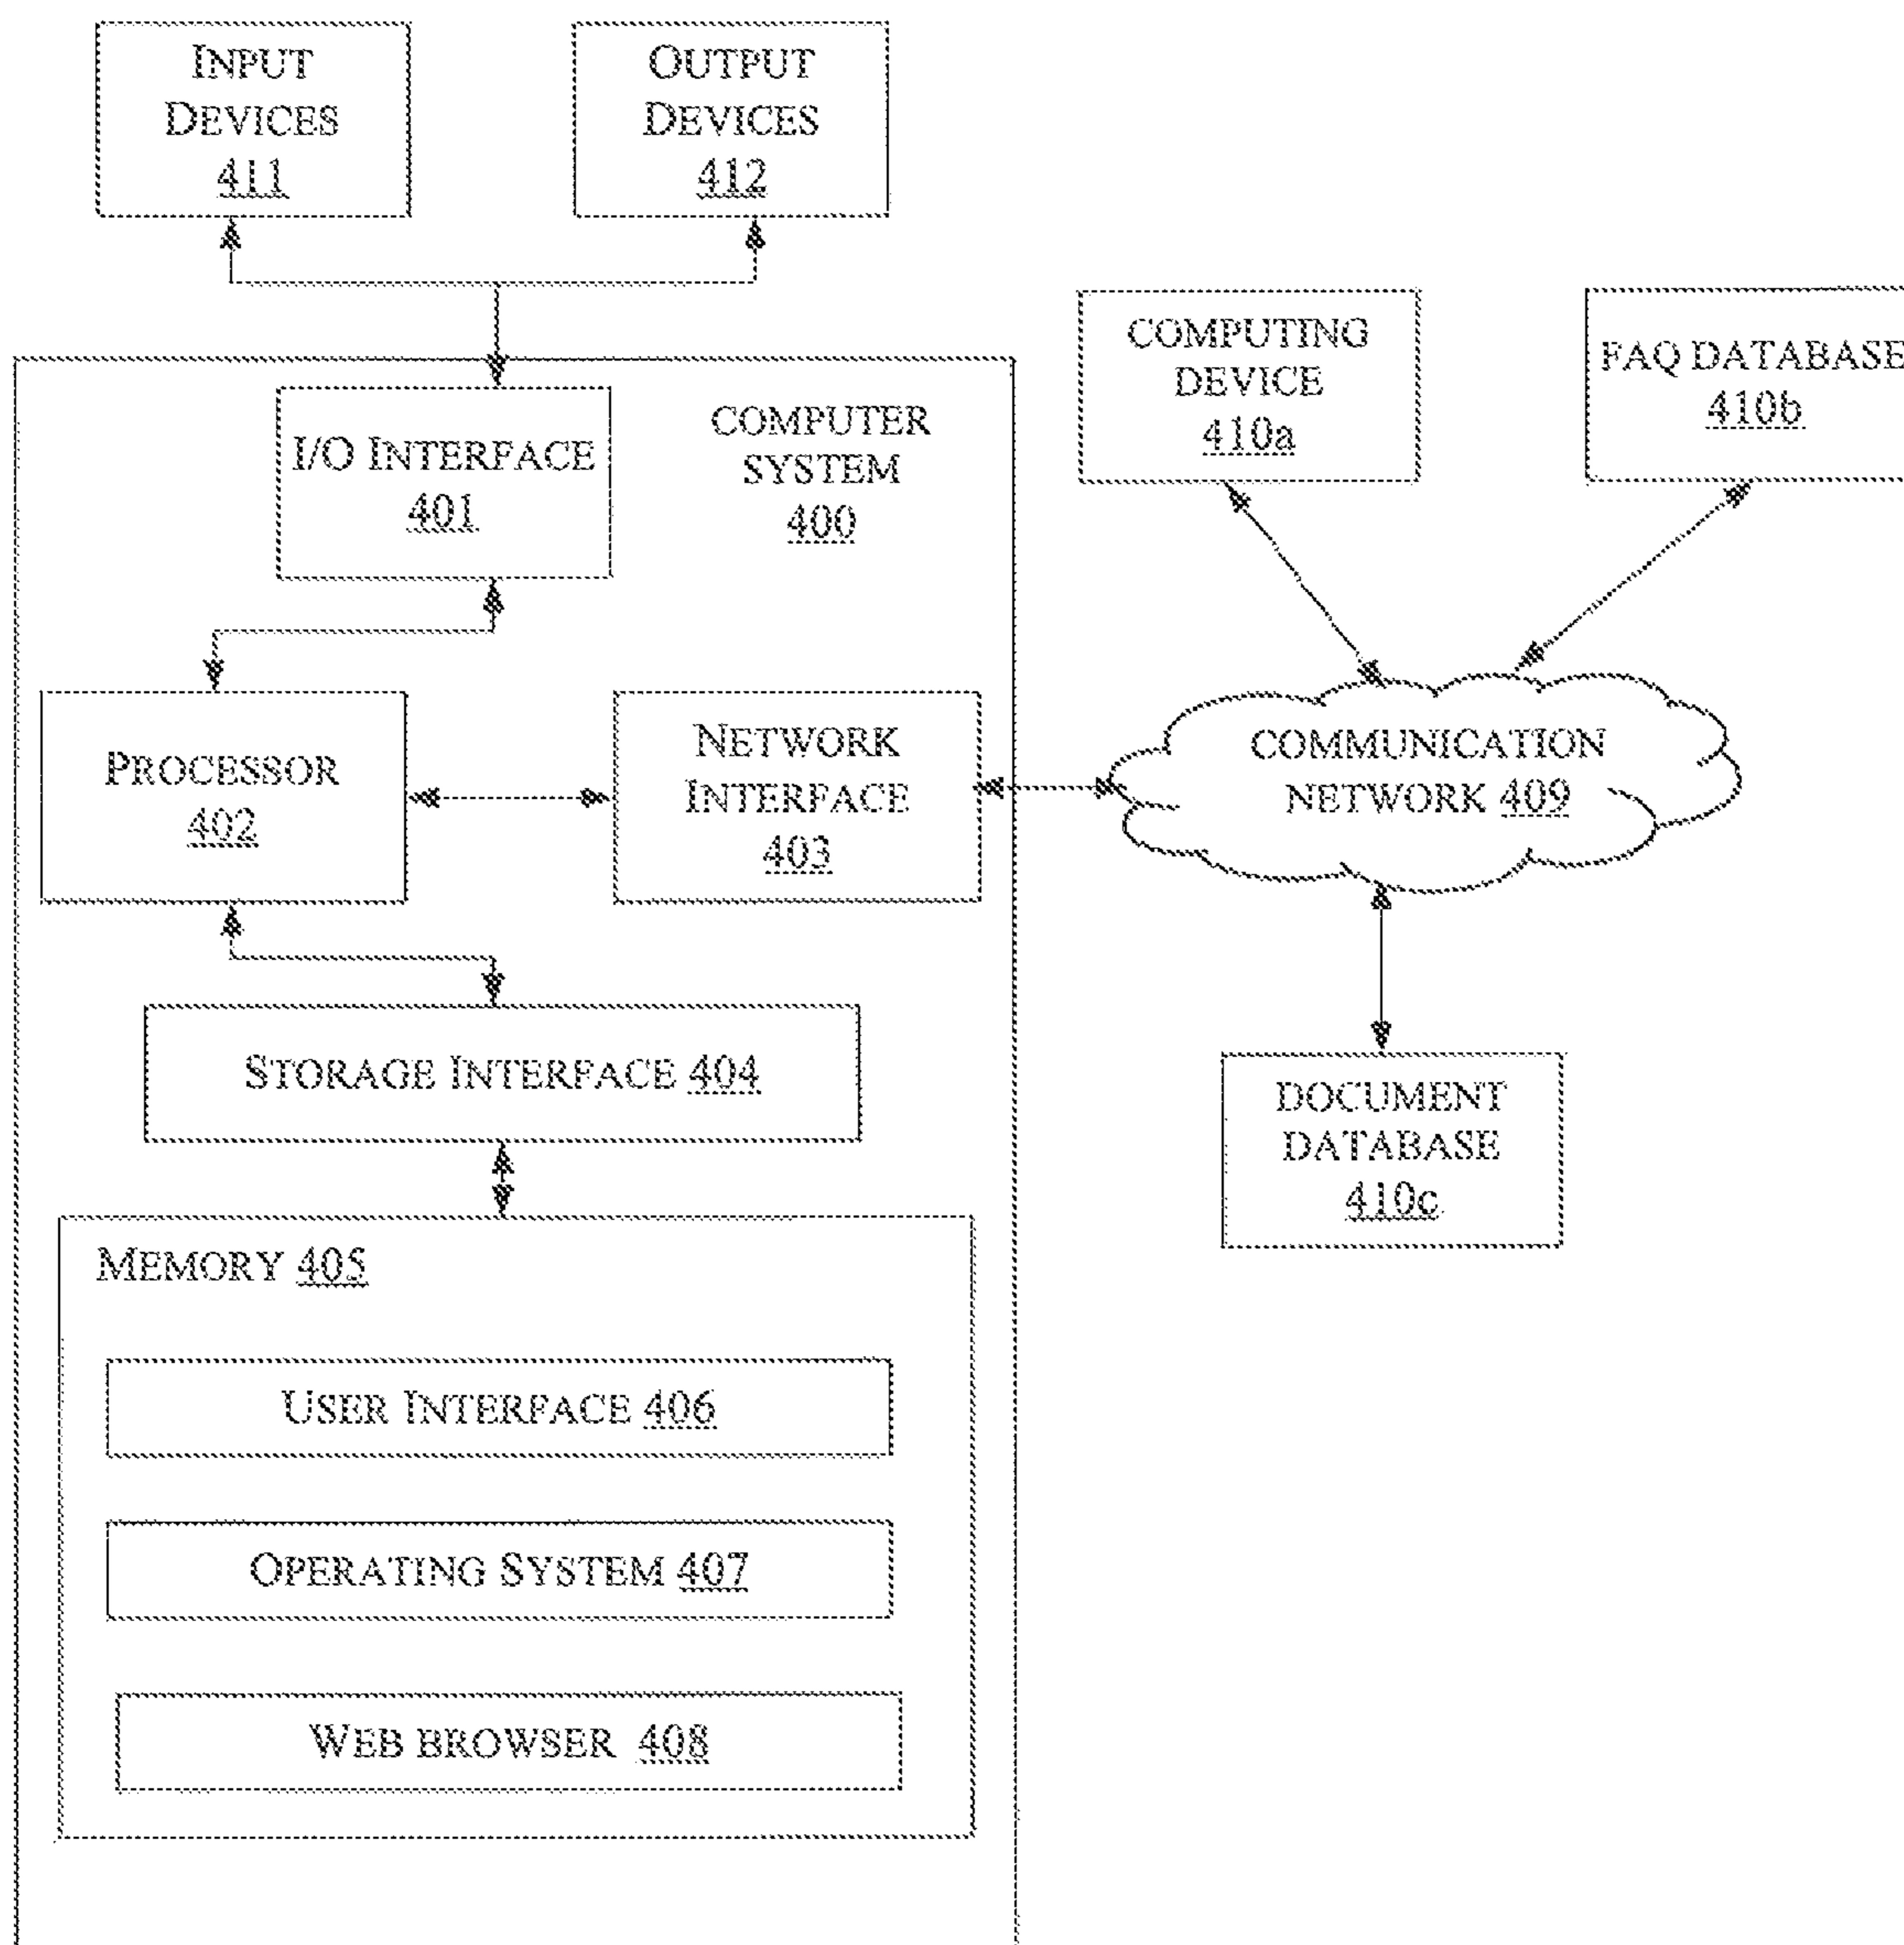 INPUT
DEVICES
411
OUTPUT
DEVICES
412
I/O INTERFACE
401
COMPUTER
SYSTEM
400
COMPUTING
DEVICE
410a
FAQ DATABASE
410b
PROCESSOR
402
NETWORK
INTERFACE
403
COMMUNICATION
NETWORK 409
STORAGE INTERFACE 404
DOCUMENT
DATABASE
410c
MEMORY 405
USER INTERFACE 406
OPERATING SYSTEM 407
WEB BROWSER 408